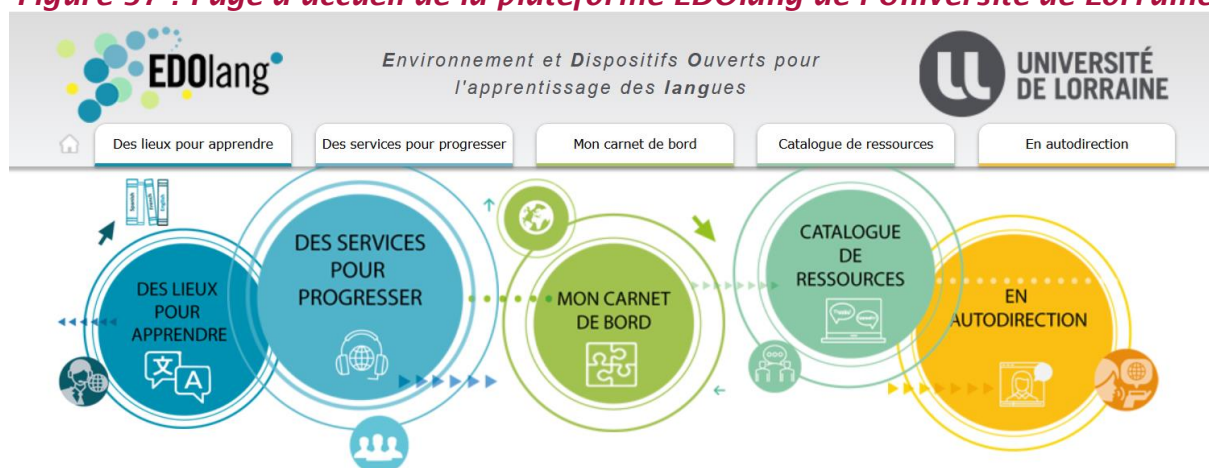 Figure 37 : Page d'accueil de la plateforme EDOlang de l'Université de Lorraine
EDOlang
Environnement et Dispositifs Ouverts pour
l'apprentissage des langues
UNIVERSITÉ
DE LORRAINE
Des lieux pour apprendre
Des services pour progresser
Mon carnet de bord
Catalogue de ressources
En autodirection
Spanish
French
English
DES LIEUX
POUR
APPRENDRE
DES SERVICES
POUR
PROGRESSER
MON CARNET
DE BORD
CATALOGUE
DE
RESSOURCES
EN
AUTODIRECTION